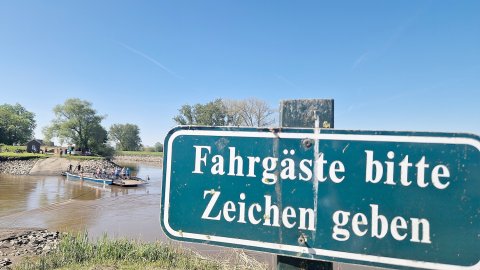 Fahrgäste bitte
Zeichen geben